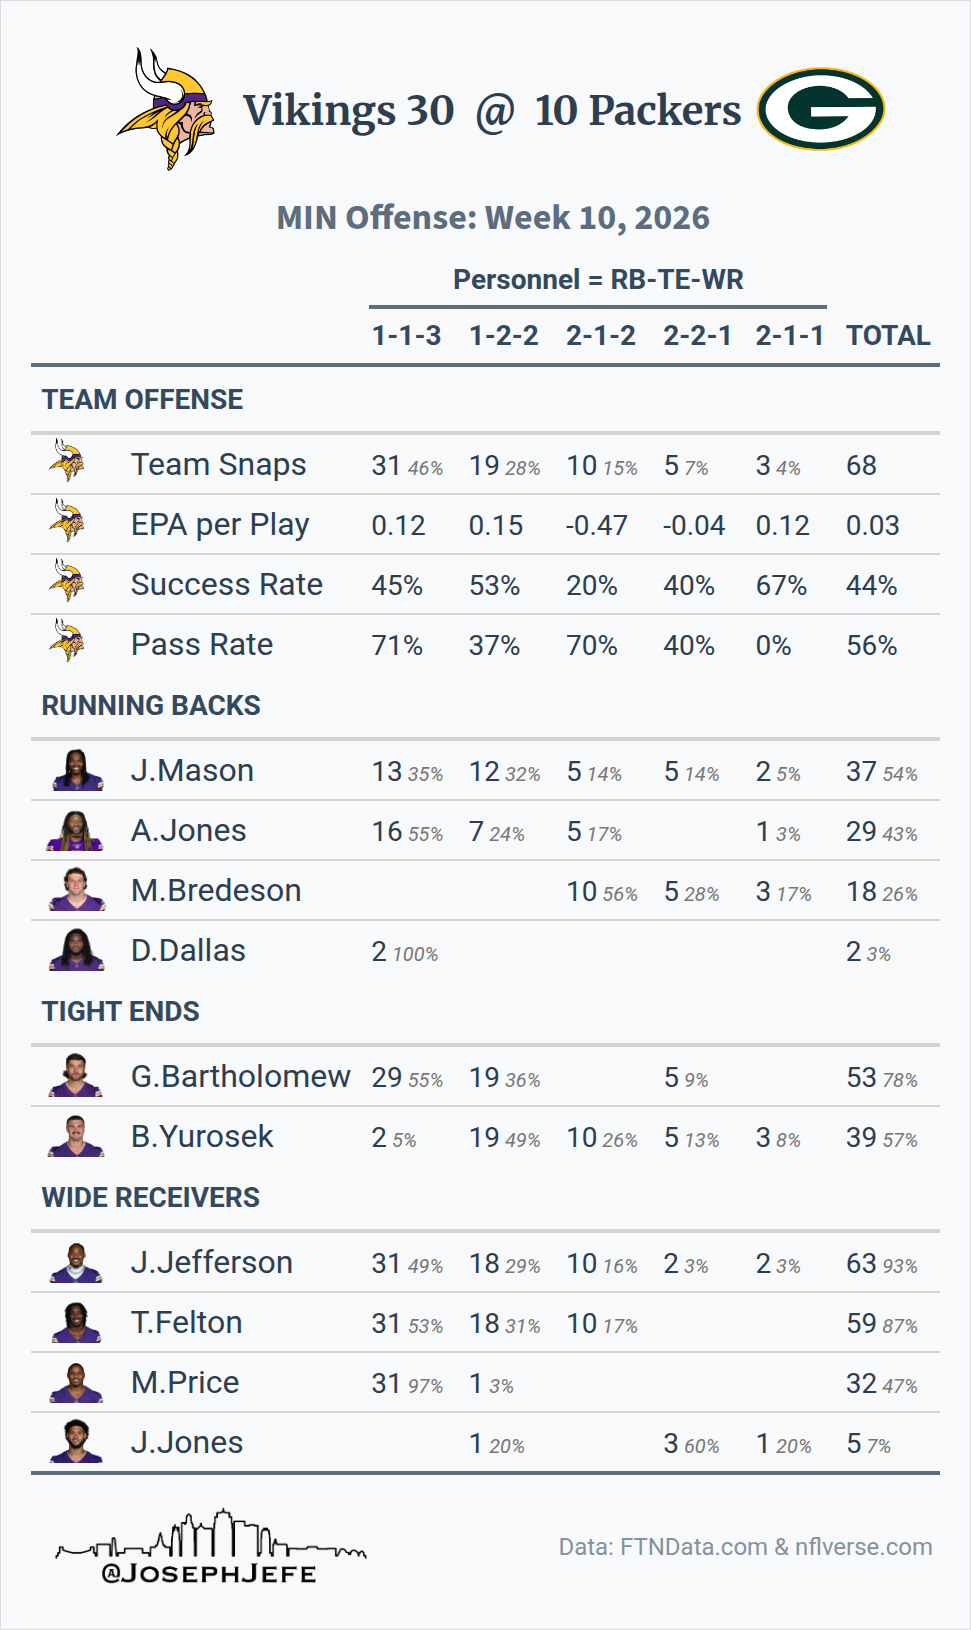 Vikings 30 @ 10 Packers
MIN Offense: Week 10, 2026
Personnel = RB-TE-WR
1-1-3 1-2-2 2-1-2 2-2-1 2-1-1 TOTAL
TEAM OFFENSE
Team Snaps 31 46% 19 28% 10 15% 5 7% 3 4% 68
EPA per Play 0.12 0.15 -0.47 -0.04 0.12 0.03
Success Rate 45% 53% 20% 40% 67% 44%
Pass Rate 71% 37% 70% 40% 0% 56%
RUNNING BACKS
J.Mason 13 35% 12 32% 5 14% 5 14% 2 5% 37 54%
A.Jones 16 55% 7 24% 5 17% 1 3% 29 43%
M.Bredeson 10 56% 5 28% 3 17% 18 26%
D.Dallas 2 100% 2 3%
TIGHT ENDS
G.Bartholomew 29 55% 19 36% 5 9% 53 78%
B.Yurosek 2 5% 19 49% 10 26% 5 13% 3 8% 39 57%
WIDE RECEIVERS
J.Jefferson 31 49% 18 29% 10 16% 2 3% 2 3% 63 93%
T.Felton 31 53% 18 31% 10 17% 59 87%
M.Price 31 97% 1 3% 32 47%
J.Jones 1 20% 3 60% 1 20% 5 7%
@JOSEPHJEFE
Data: FTNData.com & nflverse.com